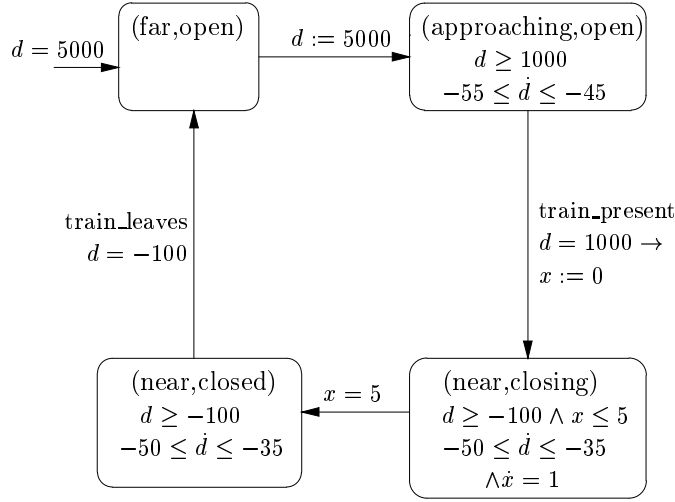 (far,open)
d = 5000
d := 5000
(approaching,open)
d ≥ 1000
−55 ≤ ḋ ≤ −45
train_leaves
d = −100
train_present
d = 1000 →
x := 0
(near,closed)
d ≥ −100
−50 ≤ ḋ ≤ −35
x = 5
(near,closing)
d ≥ −100 ∧ x ≤ 5
−50 ≤ ḋ ≤ −35
∧ẋ = 1